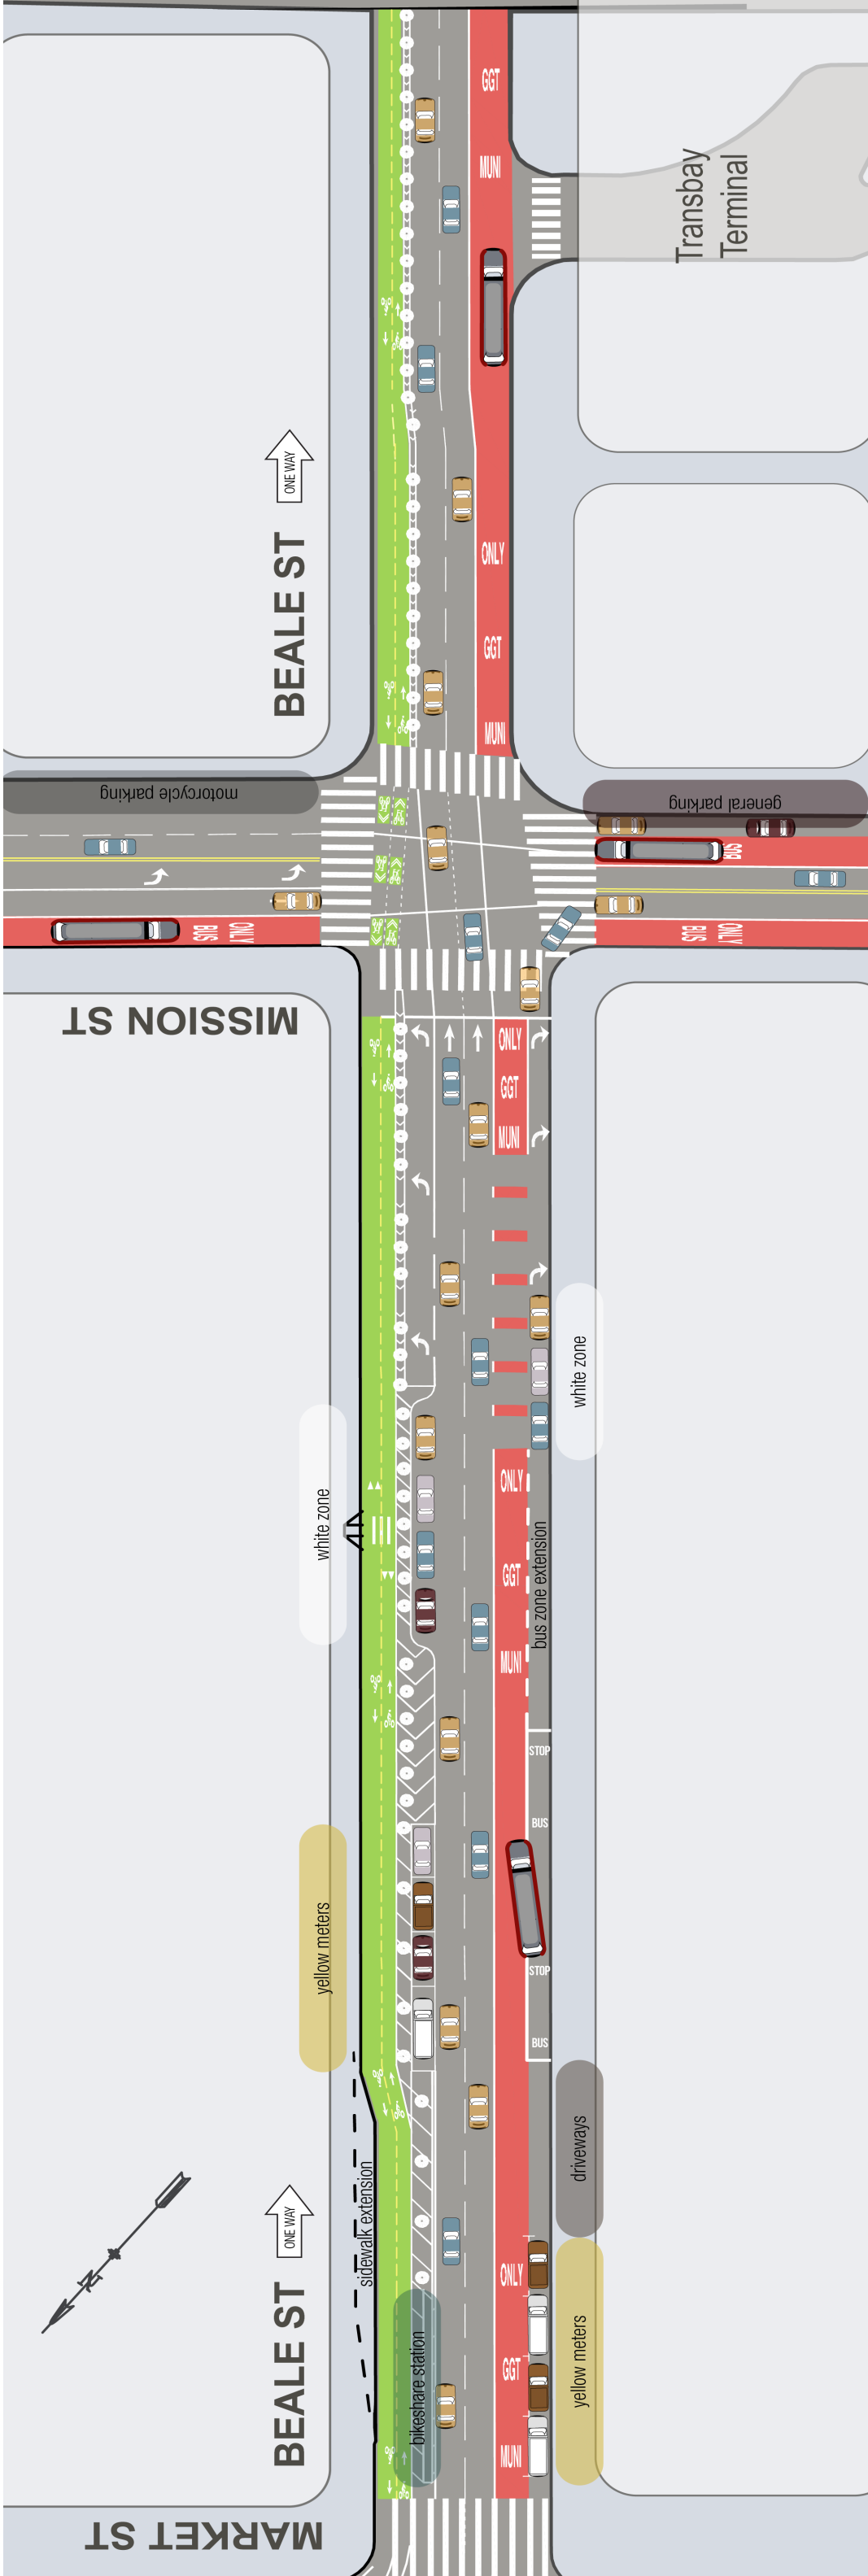 GGT
MUNI
Transbay
Terminal
ONE WAY
BEALE ST
ONLY
GGT
MUNI
motorcycle parking
general parking
BUS
BUS
ONLY
BUS
ONLY
MISSION ST
ONLY
GGT
MUNI
white zone
white zone
ONLY
GGT
MUNI
bus zone extension
STOP
BUS
yellow meters
STOP
BUS
driveways
sidewalk extension
ONE WAY
N
BEALE ST
ONLY
GGT
MUNI
bikeshare station
yellow meters
MARKET ST